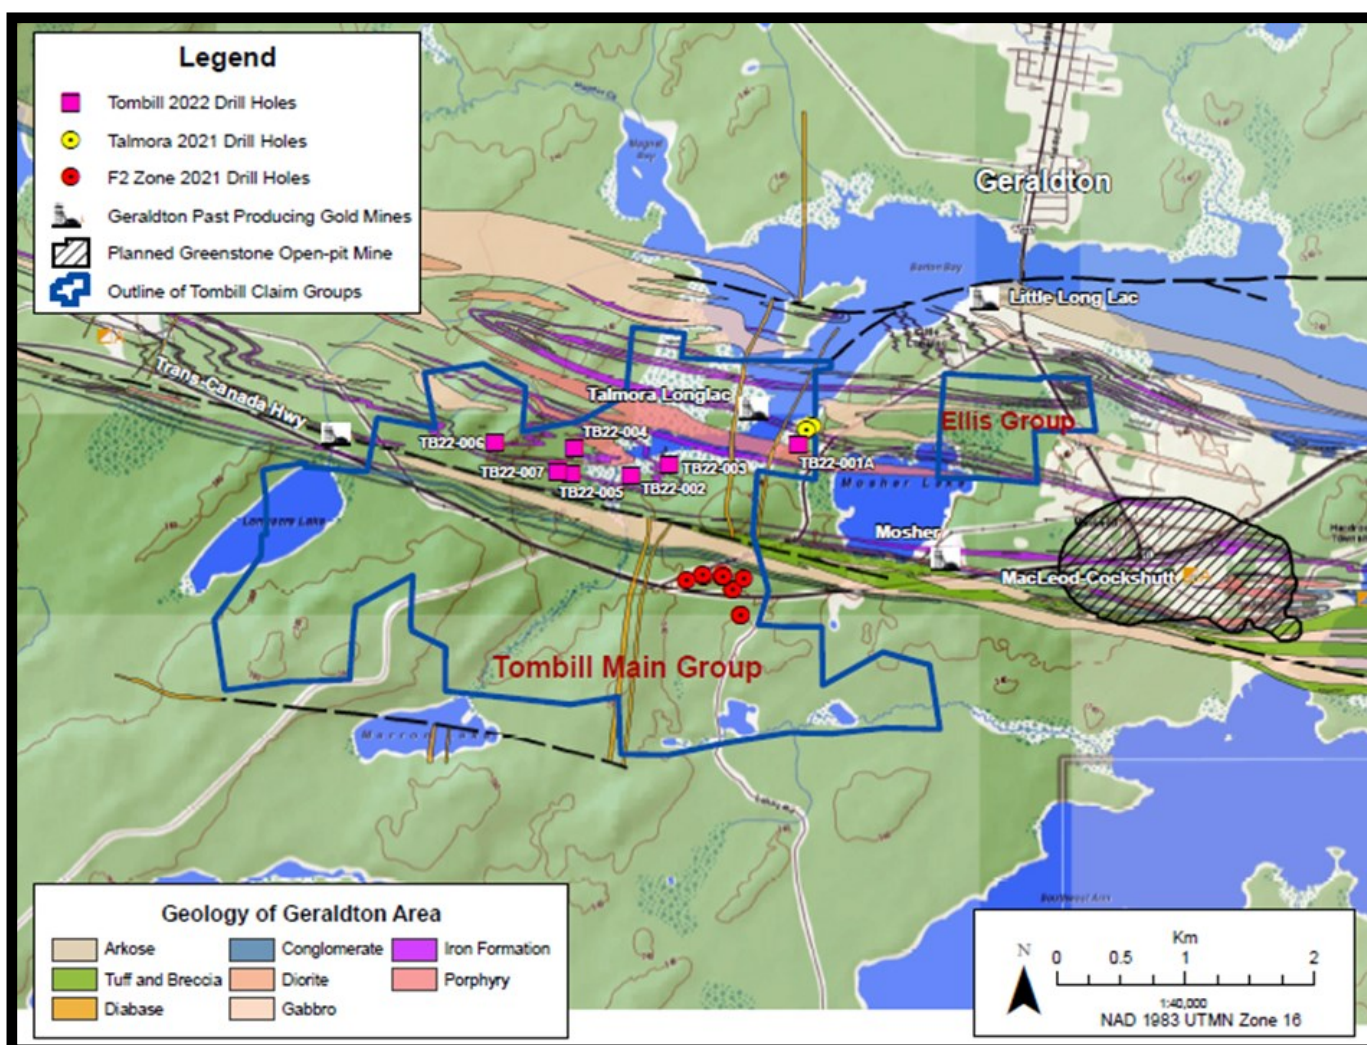 Legend
Tombill 2022 Drill Holes
Talmora 2021 Drill Holes
F2 Zone 2021 Drill Holes
Geraldton Past Producing Gold Mines
Planned Greenstone Open-pit Mine
Outline of Tombill Claim Groups
Magnet Bay
Geraldton
Barton Bay
Little Long Lac
Trans-Canada Hwy
Talmora Longlac
Ellis Group
TB22-006
TB22-004
TB22-007
TB22-003
TB22-001A
TB22-005
TB22-002
Mosher Lake
Mosher
MacLeod-Cockshutt
Tombill Main Group
Geology of Geraldton Area
Arkose
Conglomerate
Iron Formation
Tuff and Breccia
Diorite
Porphyry
Diabase
Gabbro
N
Km
0 0.5 1 2
1:40,000
NAD 1983 UTMN Zone 16